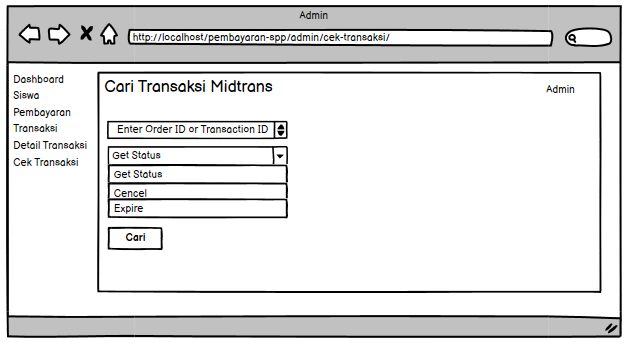 Admin
http://localhost/pembayaran-spp/admin/cek-transaksi/
Dashboard
Siswa
Pembayaran
Transaksi
Detail Transaksi
Cek Transaksi
Cari Transaksi Midtrans
Admin
Enter Order ID or Transaction ID
Get Status
Get Status
Cencel
Expire
Cari